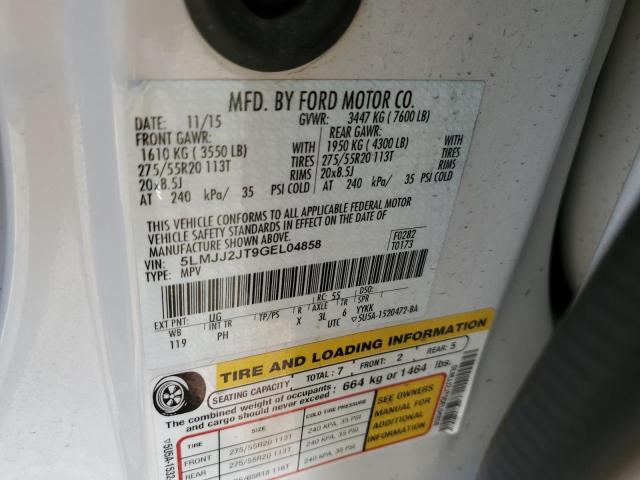 MFD. BY FORD MOTOR CO.
DATE: 11/15 GVWR: 3447 KG ( 7600 LB)
FRONT GAWR: REAR GAWR:
1610 KG ( 3550 LB) WITH 1950 KG ( 4300 LB)
275/55R20 113T TIRES 275/55R20 113T
20x8.5J RIMS 20x8.5J
AT 240 kPa/ 35 PSI COLD AT 240 kPa/ 35 PSI COLD
THIS VEHICLE CONFORMS TO ALL APPLICABLE FEDERAL MOTOR
VEHICLE SAFETY STANDARDS IN EFFECT ON THE DATE OF
MANUFACTURE SHOWN ABOVE.
VIN: 5LMJJ2JT9GEL04858 F0282
TYPE: MPV T0173
EXT PNT: UG RC: 55 DSO:
WB INT TR TP/PS R AXLE TR SPR
119 PH X 3L 6 YYKK
UTC ▽5U5A-1520472-BA
TIRE AND LOADING INFORMATION
SEATING CAPACITY TOTAL : 7 FRONT: 2 REAR: 5
The combined weight of occupants
and cargo should never exceed : 664 kg or 1464 lbs.
TIRE COLD TIRE PRESSURE
FRONT 275/55R20 113T 240 KPA, 35 PSI
REAR 275/55R20 113T 240 KPA, 35 PSI
SEE OWNERS
MANUAL FOR
ADDITIONAL
INFORMATION